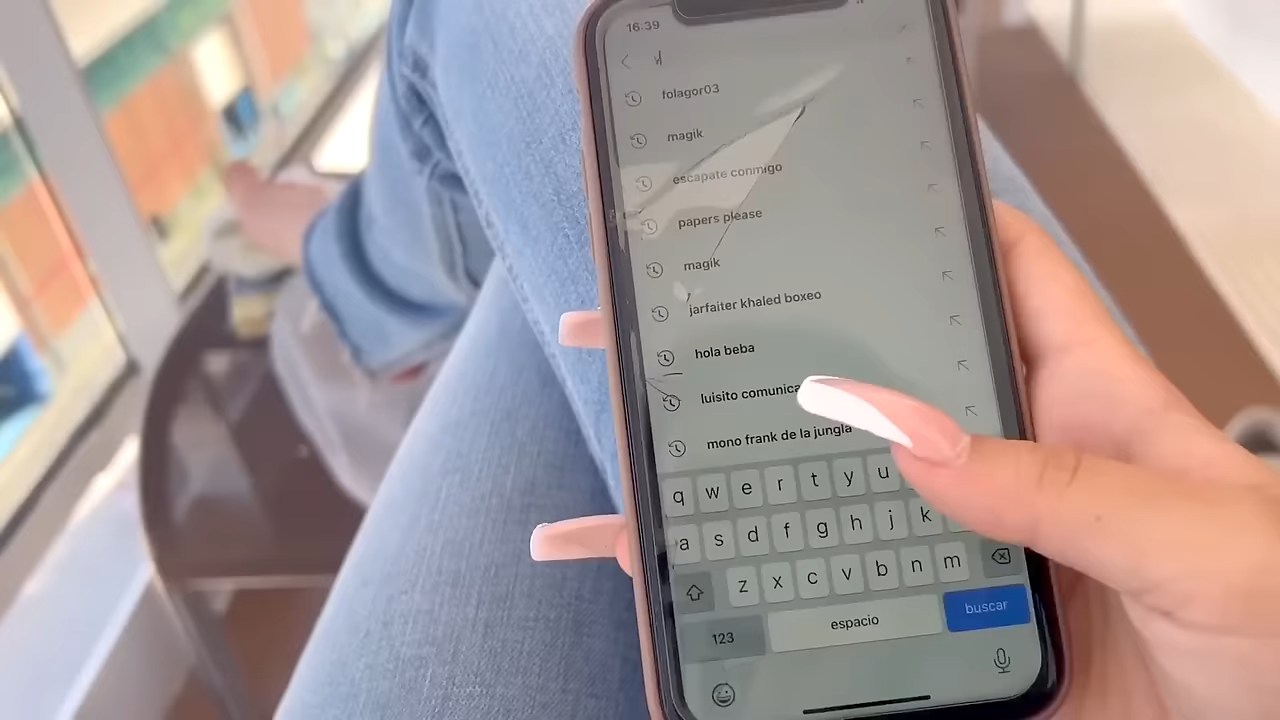 16:39
folagor03
magik
escapate conmigo
papers please
magik
jarfaiter khaled boxeo
hola beba
luisito comunica
mono frank de la jungla
q w e r t y u
a s d f g h j k
z x c v b n m
123 espacio buscar